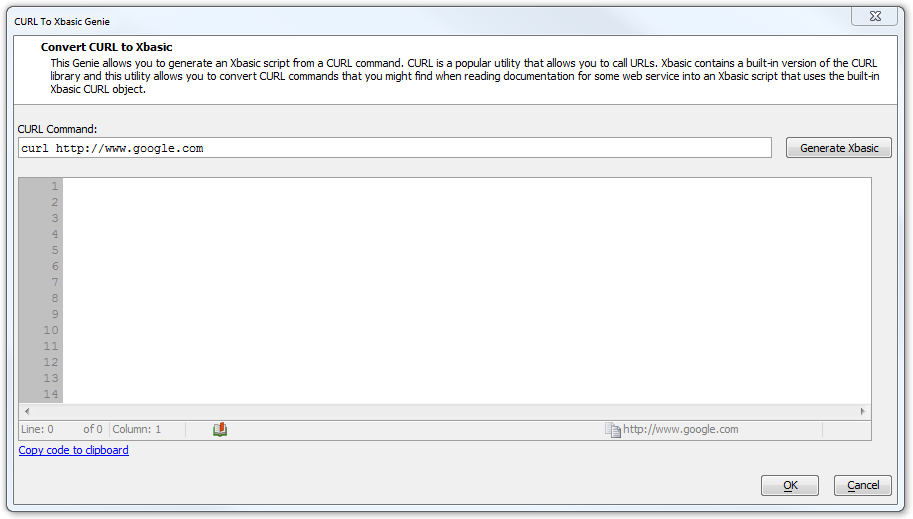 CURL To Xbasic Genie
Convert CURL to Xbasic
This Genie allows you to generate an Xbasic script from a CURL command. CURL is a popular utility that allows you to call URLs. Xbasic contains a built-in version of the CURL
library and this utility allows you to convert CURL commands that you might find when reading documentation for some web service into an Xbasic script that uses the built-in
Xbasic CURL object.
CURL Command:
curl http://www.google.com
Generate Xbasic
1
2
3
4
5
6
7
8
9
10
11
12
13
14
Line: 0 of 0 Column: 1 http://www.google.com
Copy code to clipboard
OK Cancel